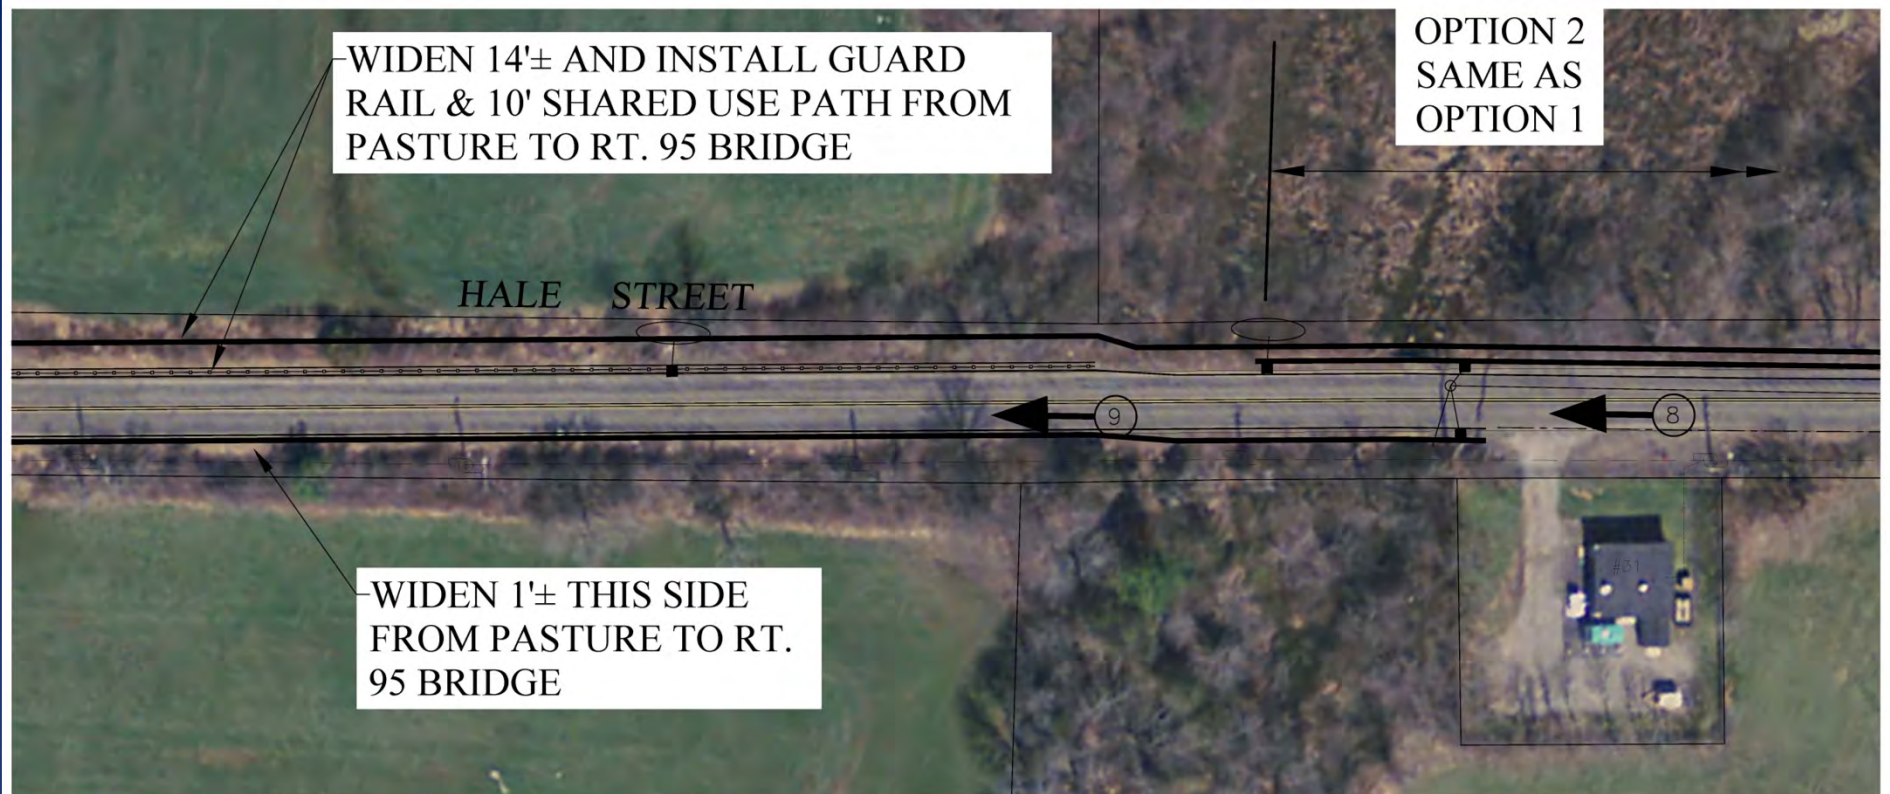 WIDEN 14'± AND INSTALL GUARD
RAIL & 10' SHARED USE PATH FROM
PASTURE TO RT. 95 BRIDGE
OPTION 2
SAME AS
OPTION 1
HALE STREET
9
8
WIDEN 1'± THIS SIDE
FROM PASTURE TO RT.
95 BRIDGE
#31